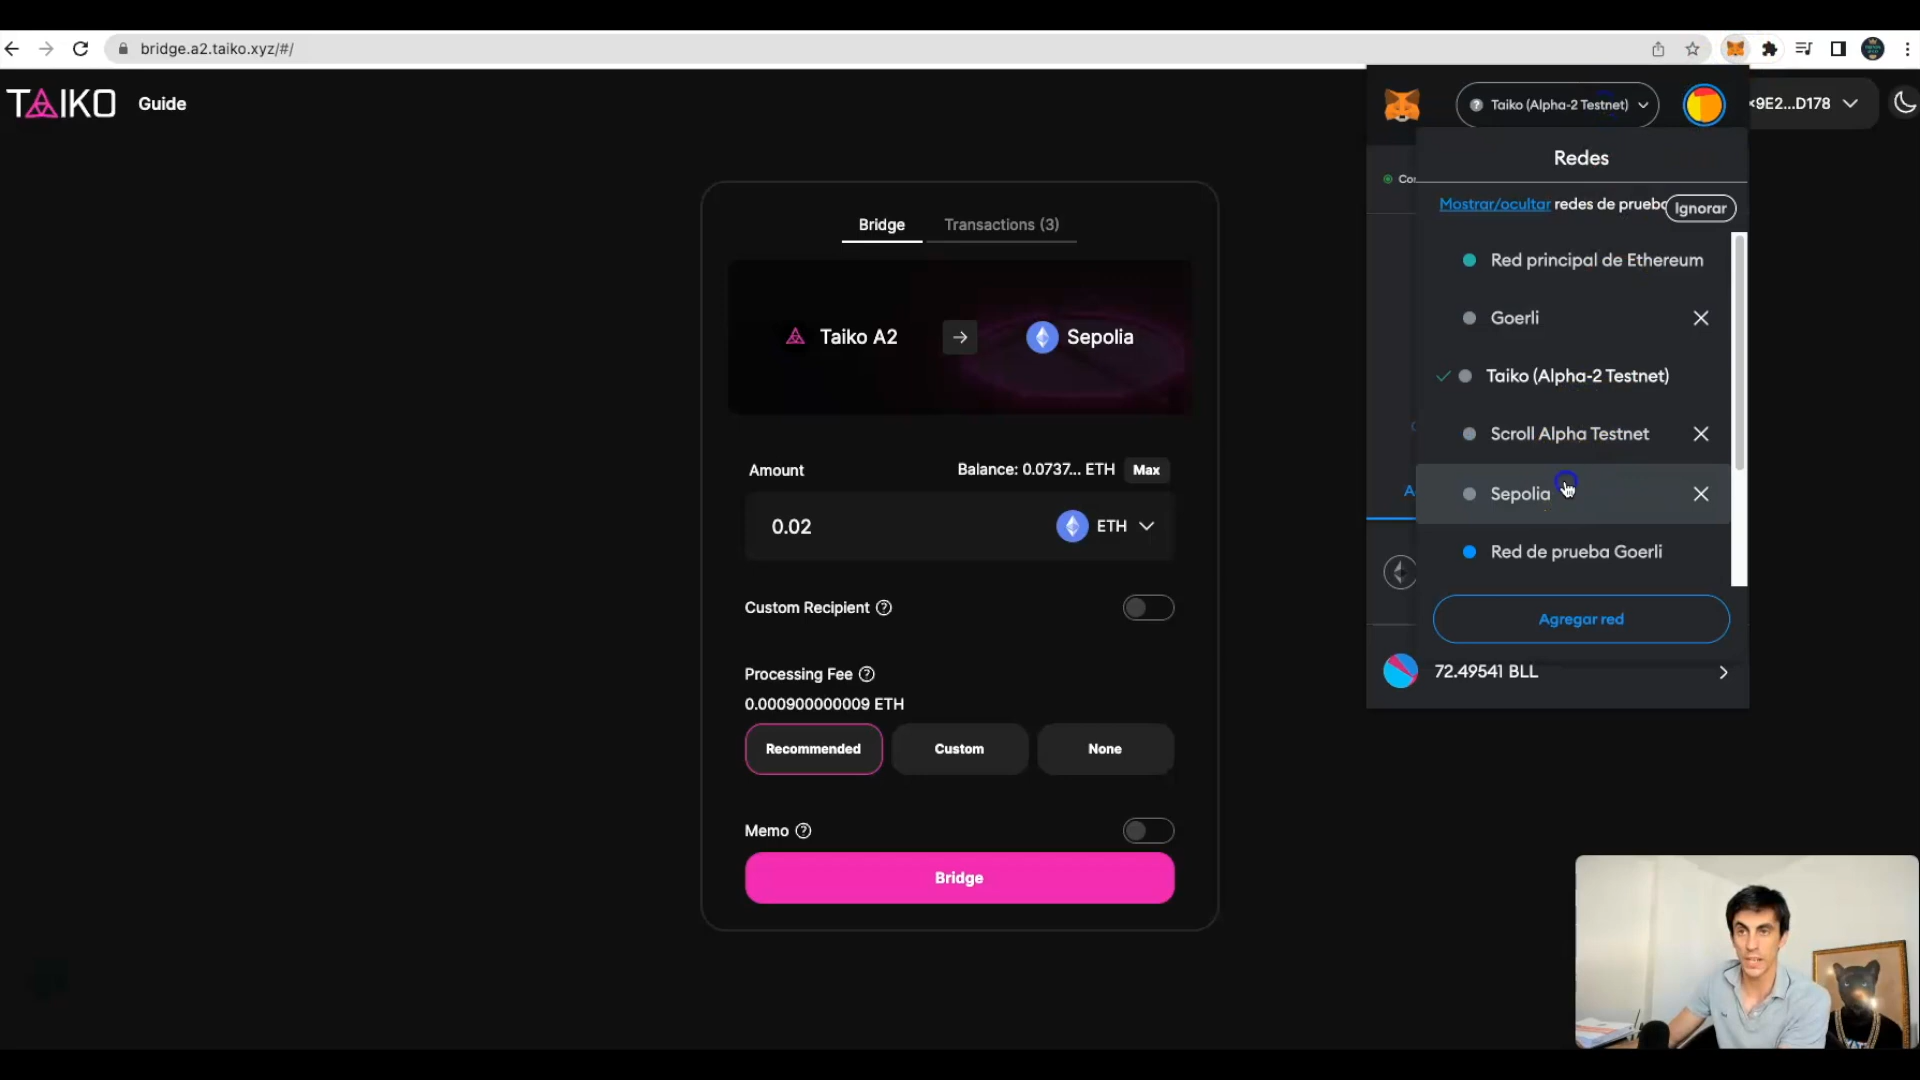 bridge.a2.taiko.xyz/#/
TAIKO
Guide
Taiko (Alpha-2 Testnet)
×9E2...D178
Redes
Mostrar/ocultar redes de prueba
Ignorar
Red principal de Ethereum
Goerli
Taiko (Alpha-2 Testnet)
Scroll Alpha Testnet
Sepolia
Red de prueba Goerli
Agregar red
72.49541 BLL
Bridge
Transactions (3)
Taiko A2
Sepolia
Amount
Balance: 0.0737... ETH
Max
0.02
ETH
Custom Recipient
Processing Fee
0.000900000009 ETH
Recommended
Custom
None
Memo
Bridge